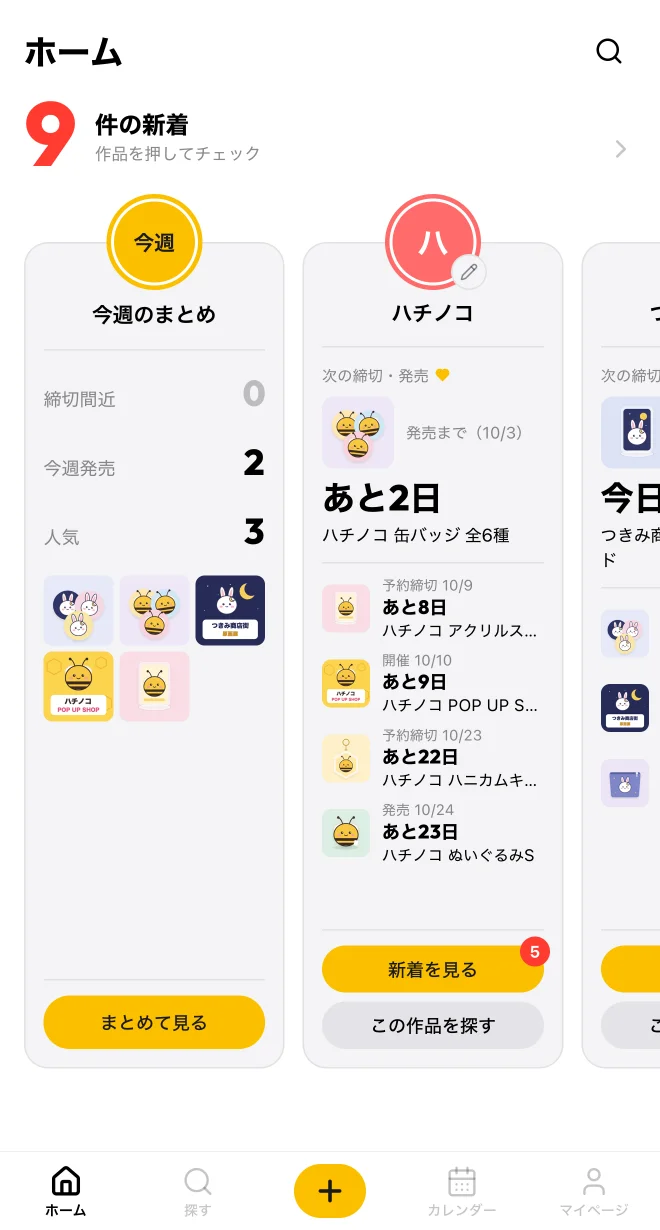 ホーム
9
件の新着
作品を押してチェック
今週
今週のまとめ
締切間近
0
今週発売
2
人気
3
つきみ商店街
ハチノコ
POP UP SHOP
まとめて見る
ハ
ハチノコ
次の締切・発売
発売まで（10/3）
あと2日
ハチノコ 缶バッジ 全6種
予約締切 10/9
あと8日
ハチノコ アクリルス...
開催 10/10
あと9日
ハチノコ POP UP S...
ハチノコ
POP UP SHOP
予約締切 10/23
あと22日
ハチノコ ハニカムキ...
発売 10/24
あと23日
ハチノコ ぬいぐるみS
新着を見る
5
この作品を探す
つ
次の締切
今日
つきみ商
ド
つきみ商店街
こ
ホーム
探す
カレンダー
マイページ